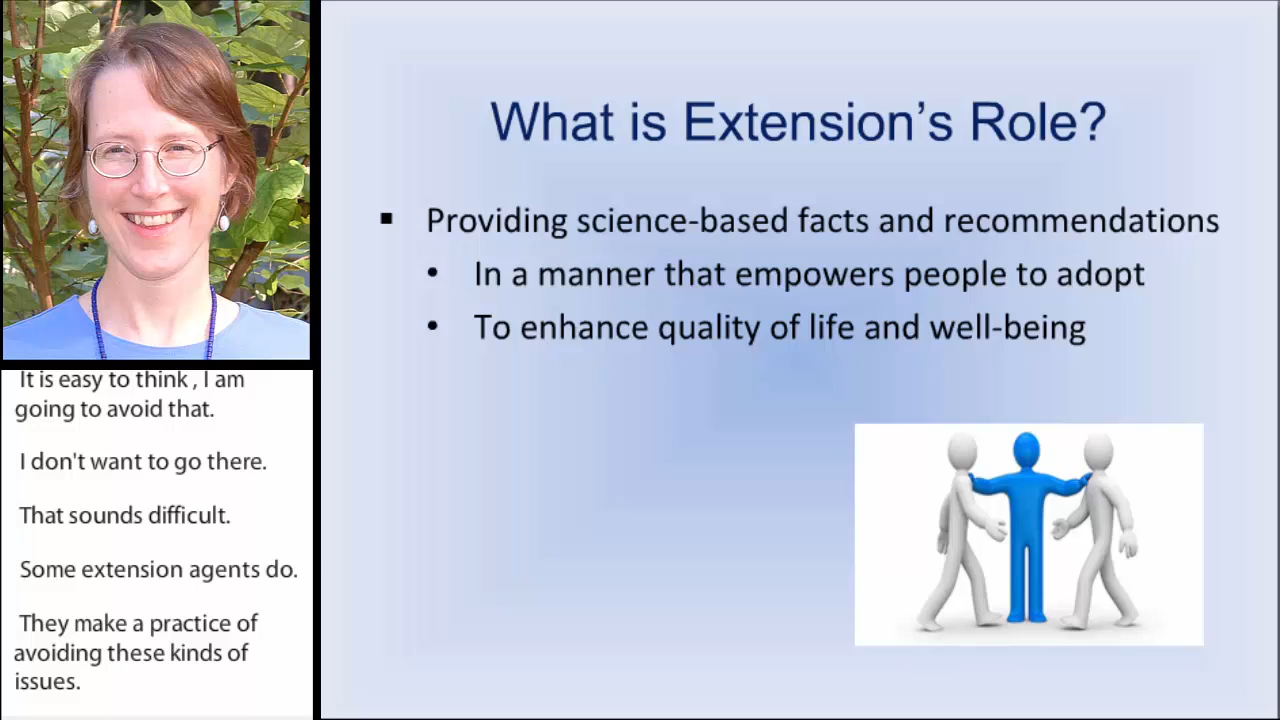 What is Extension's Role?
▪ Providing science-based facts and recommendations
• In a manner that empowers people to adopt
• To enhance quality of life and well-being
It is easy to think , I am
going to avoid that.
I don't want to go there.
That sounds difficult.
Some extension agents do.
They make a practice of
avoiding these kinds of
issues.